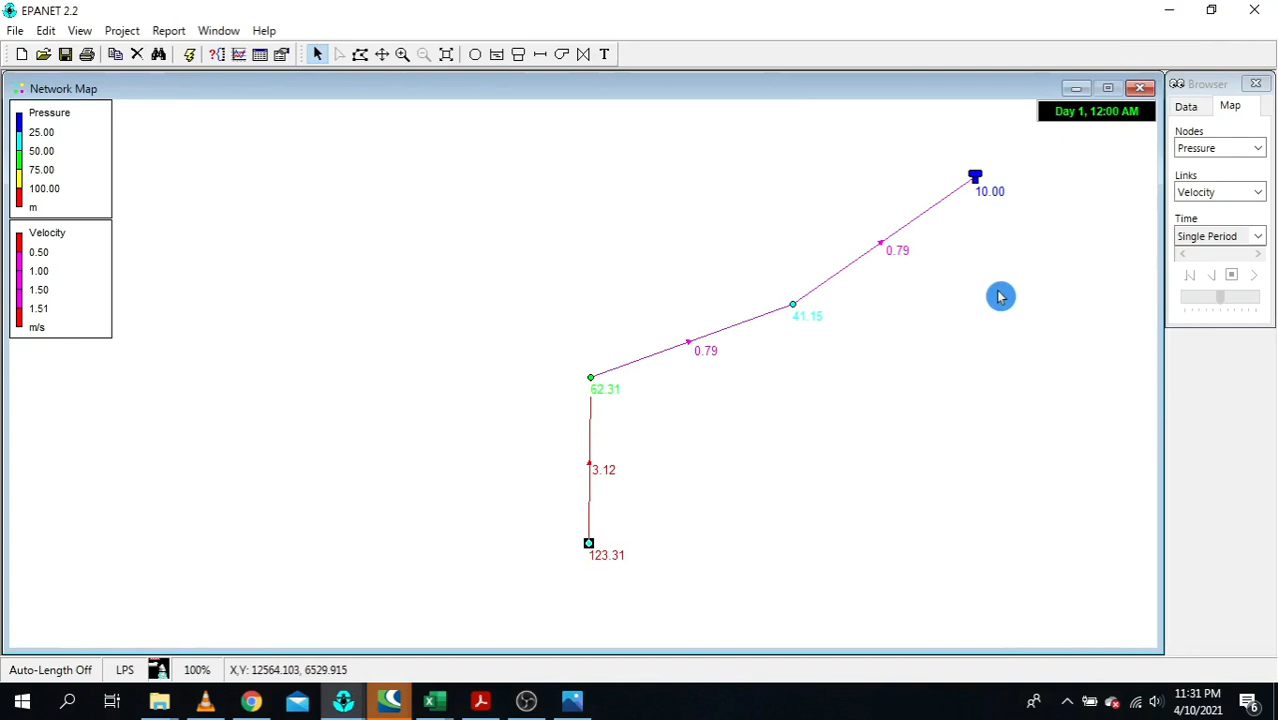 EPANET 2.2
File Edit View Project Report Window Help
Network Map
Browser
Pressure
25.00
50.00
75.00
100.00
m
Velocity
0.50
1.00
1.50
1.51
m/s
Day 1, 12:00 AM
10.00
0.79
41.15
0.79
62.31
3.12
123.31
Data Map
Nodes
Pressure
Links
Velocity
Time
Single Period
Auto-Length Off LPS 100% X,Y: 12564.103, 6529.915
11:31 PM
4/10/2021
6